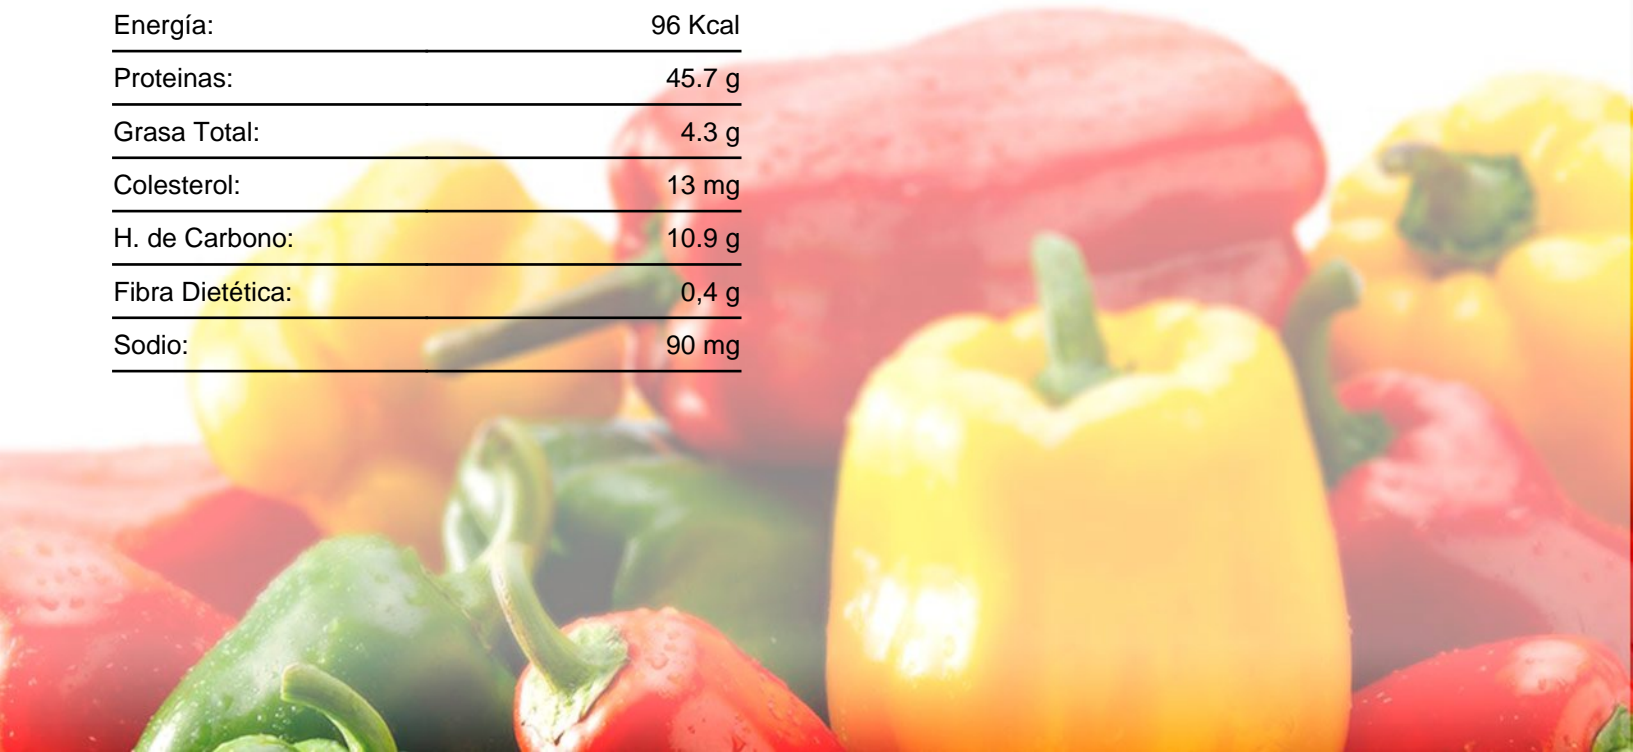 Energía: 96 Kcal
Proteinas: 45.7 g
Grasa Total: 4.3 g
Colesterol: 13 mg
H. de Carbono: 10.9 g
Fibra Dietética: 0,4 g
Sodio: 90 mg